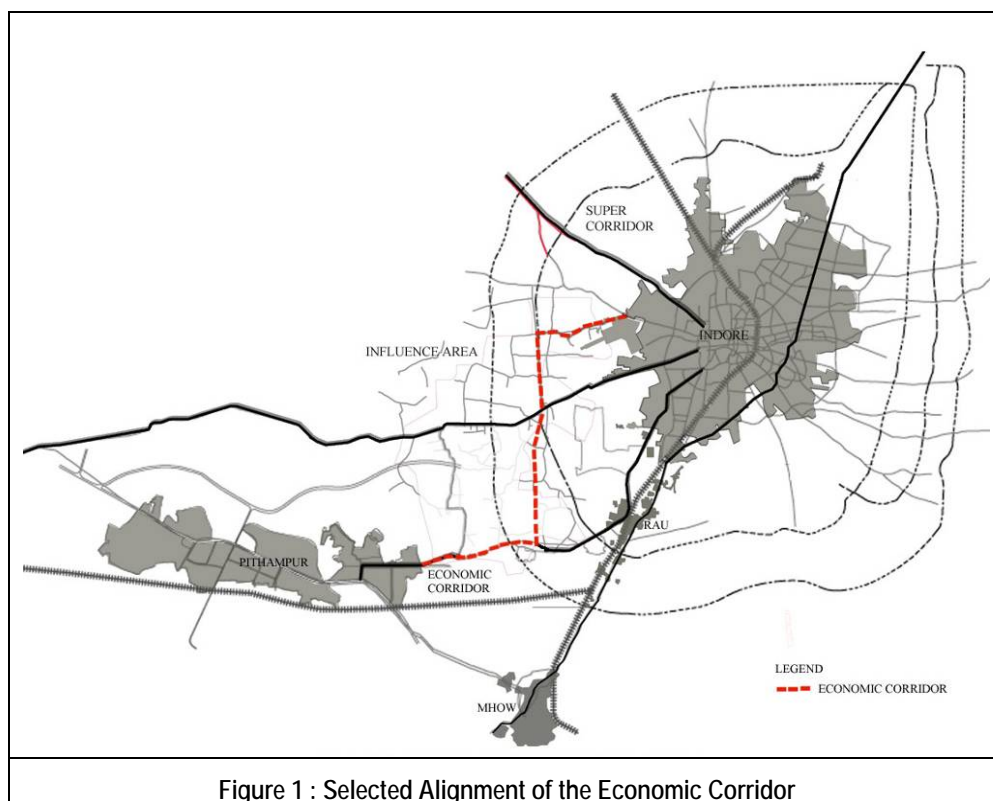 SUPER
CORRIDOR
INDORE
INFLUENCE AREA
RAU
PITHAMPUR
ECONOMIC
CORRIDOR
LEGEND
ECONOMIC CORRIDOR
MHOW
Figure 1 : Selected Alignment of the Economic Corridor